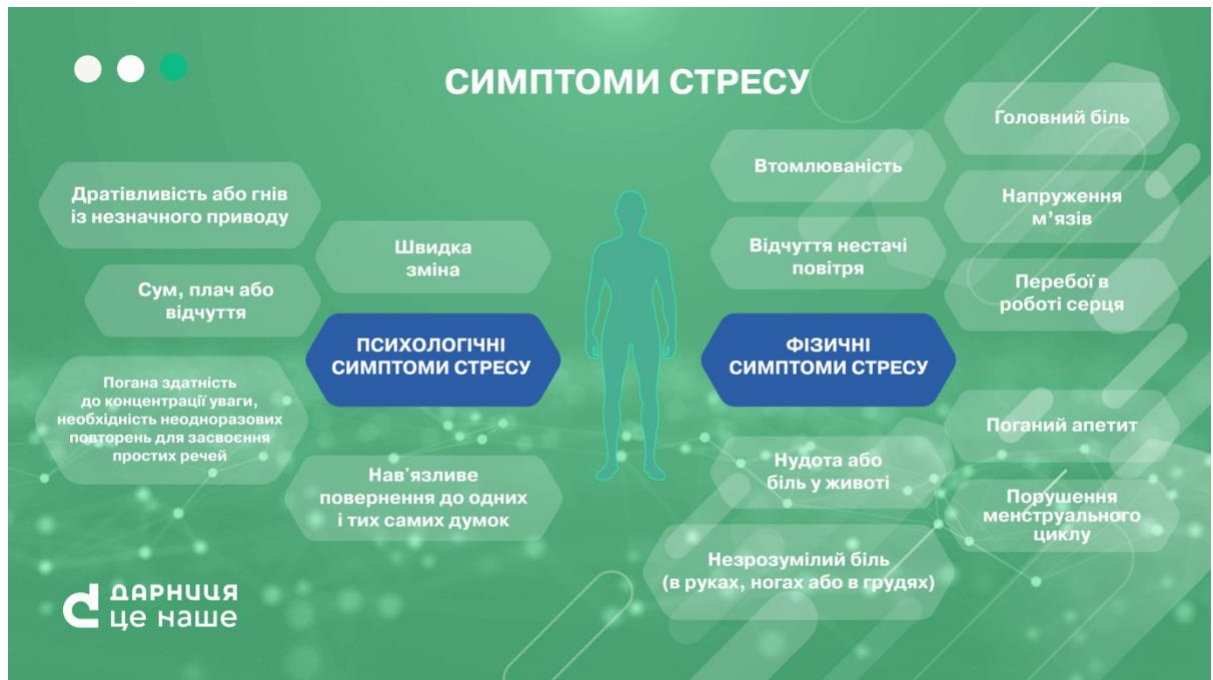 СИМПТОМИ СТРЕСУ
Дратівливість або гнів
із незначного приводу
Швидка
зміна
Сум, плач або
відчуття
ПСИХОЛОГІЧНІ
СИМПТОМИ СТРЕСУ
Погана здатність
до концентрації уваги,
необхідність неодноразових
повторень для засвоєння
простих речей
Нав'язливе
повернення до одних
і тих самих думок
Головний біль
Втомлюваність
Напруження
м’язів
Відчуття нестачі
повітря
Перебої в
роботі серця
ФІЗИЧНІ
СИМПТОМИ СТРЕСУ
Поганий апетит
Нудота або
біль у животі
Порушення
менструального
циклу
Незрозумілий біль
(в руках, ногах або в грудях)
ДАРНИЦЯ
це наше